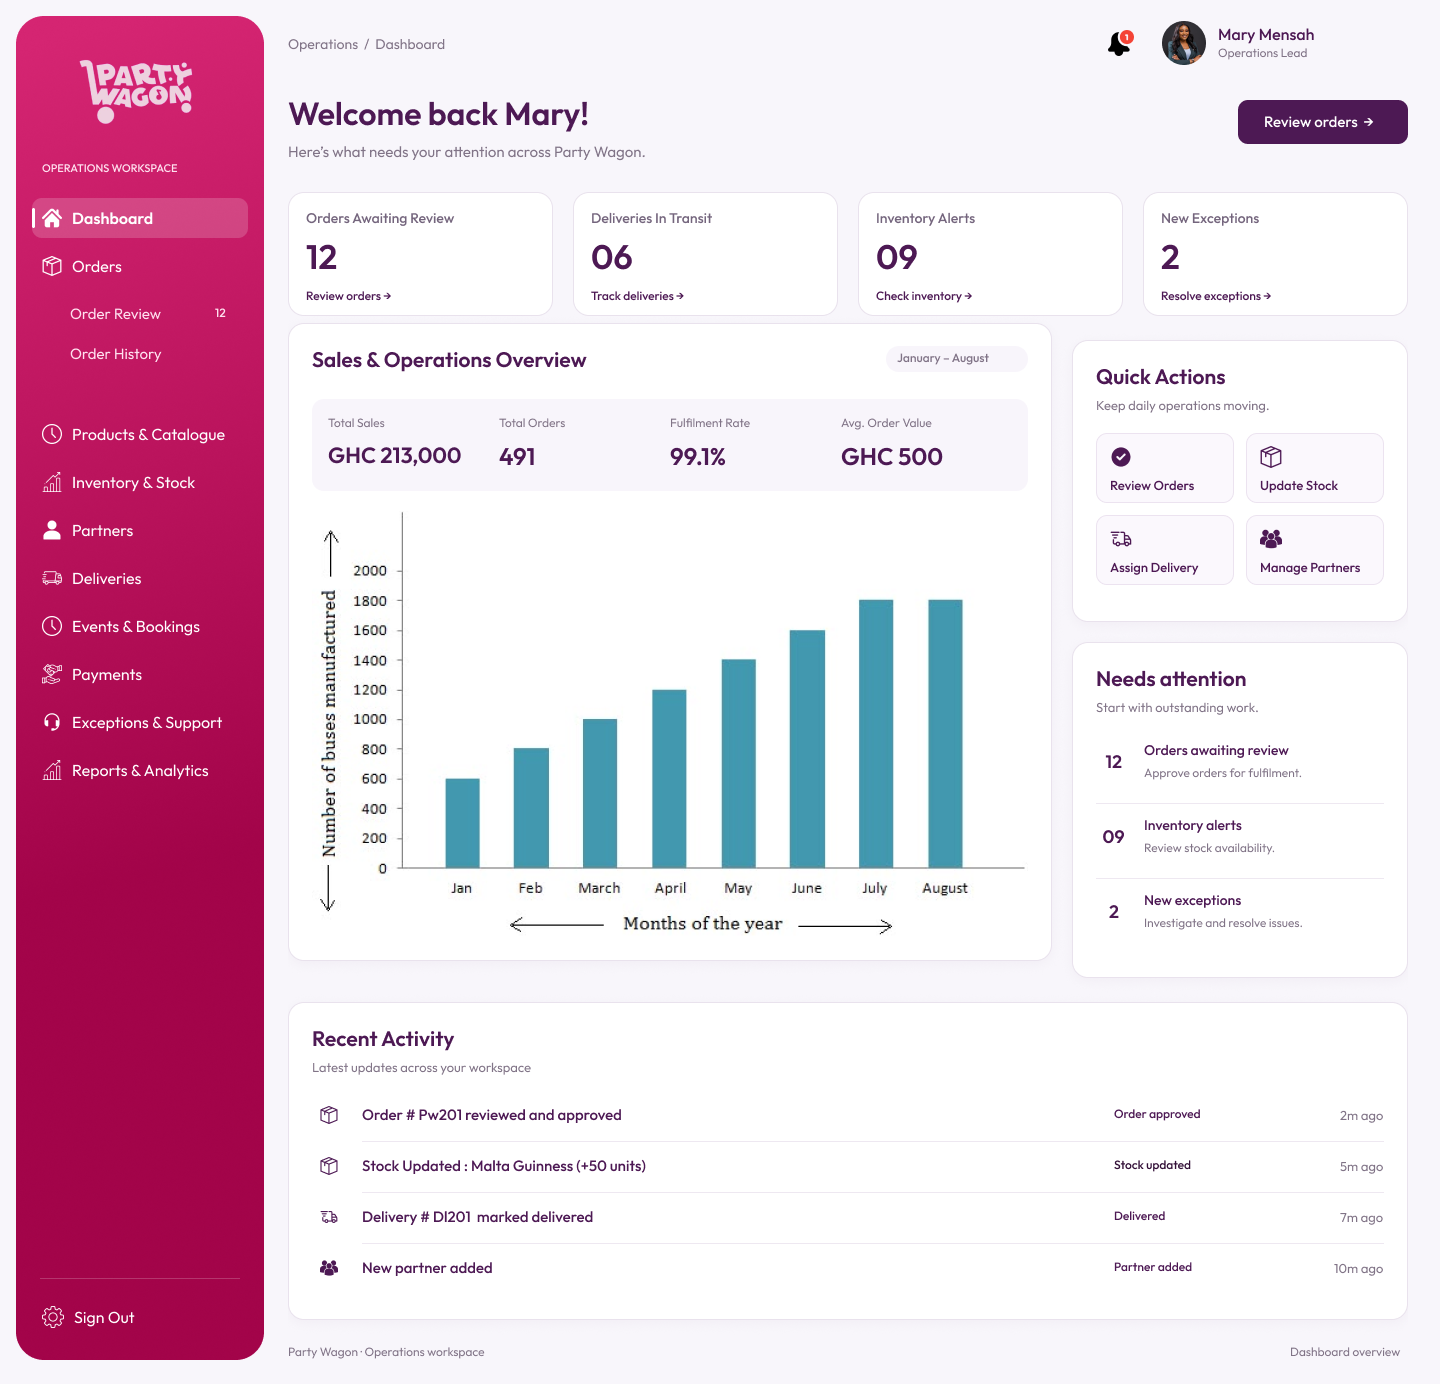 PARTY
WAGON
OPERATIONS WORKSPACE
Dashboard
Orders
Order Review 12
Order History
Products & Catalogue
Inventory & Stock
Partners
Deliveries
Events & Bookings
Payments
Exceptions & Support
Reports & Analytics
Sign Out
Operations / Dashboard
1
Mary Mensah
Operations Lead
Welcome back Mary!
Here's what needs your attention across Party Wagon.
Review orders →
Orders Awaiting Review
12
Review orders →
Deliveries In Transit
06
Track deliveries →
Inventory Alerts
09
Check inventory →
New Exceptions
2
Resolve exceptions →
Sales & Operations Overview
January – August
Total Sales
GHC 213,000
Total Orders
491
Fulfilment Rate
99.1%
Avg. Order Value
GHC 500
Number of buses manufactured
2000
1800
1600
1400
1200
1000
800
600
400
200
0
Jan Feb March April May June July August
Months of the year
Quick Actions
Keep daily operations moving.
Review Orders
Update Stock
Assign Delivery
Manage Partners
Needs attention
Start with outstanding work.
12
Orders awaiting review
Approve orders for fulfilment.
09
Inventory alerts
Review stock availability.
2
New exceptions
Investigate and resolve issues.
Recent Activity
Latest updates across your workspace
Order # Pw201 reviewed and approved Order approved 2m ago
Stock Updated : Malta Guinness (+50 units) Stock updated 5m ago
Delivery # Dl201 marked delivered Delivered 7m ago
New partner added Partner added 10m ago
Party Wagon · Operations workspace
Dashboard overview